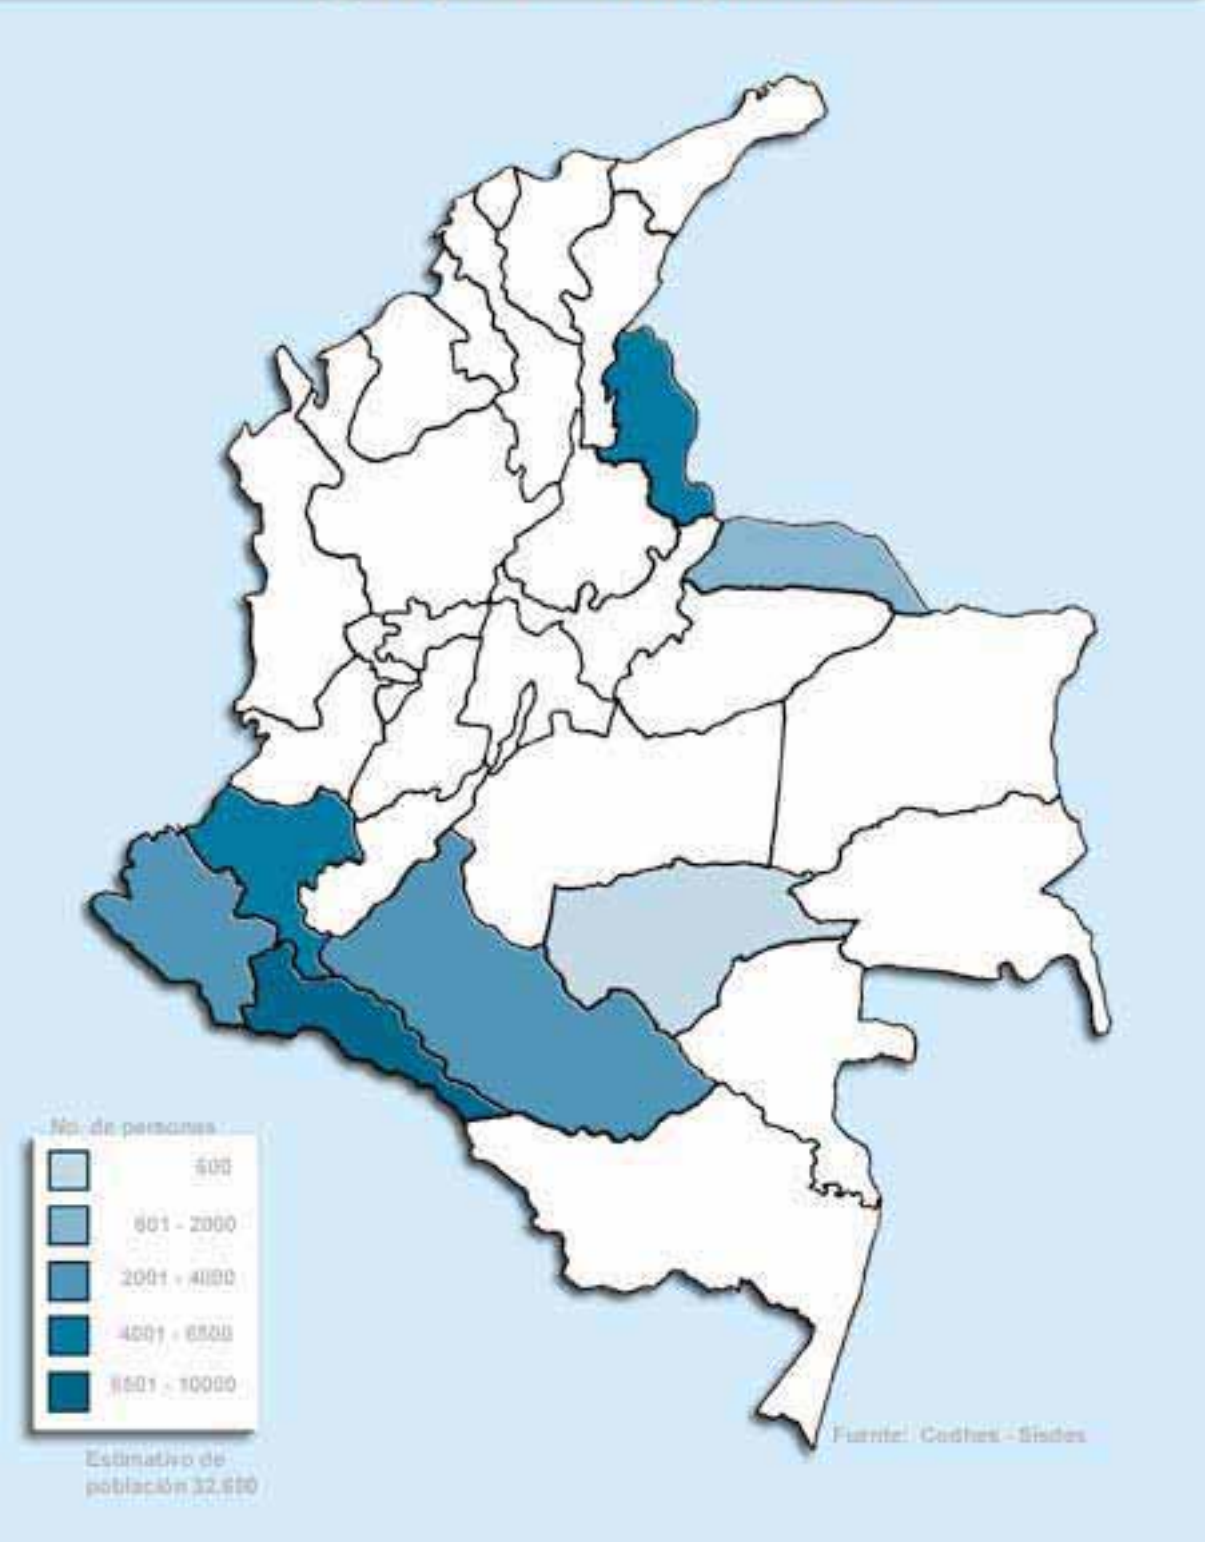 No. de personas
600
601 - 2000
2001 - 4000
4001 - 6500
6501 - 10000
Estimativo de
población 32.600
Fuente: Codhes - Sisdes